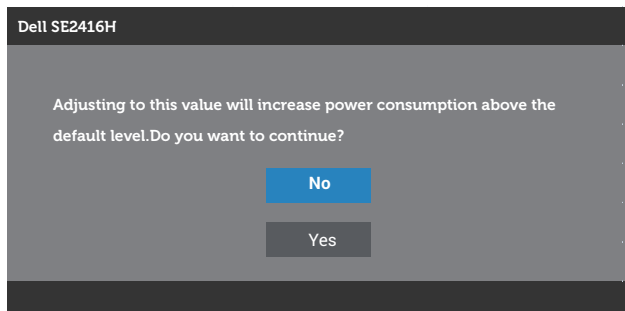 Dell SE2416H
Adjusting to this value will increase power consumption above the
default level.Do you want to continue?
No
Yes